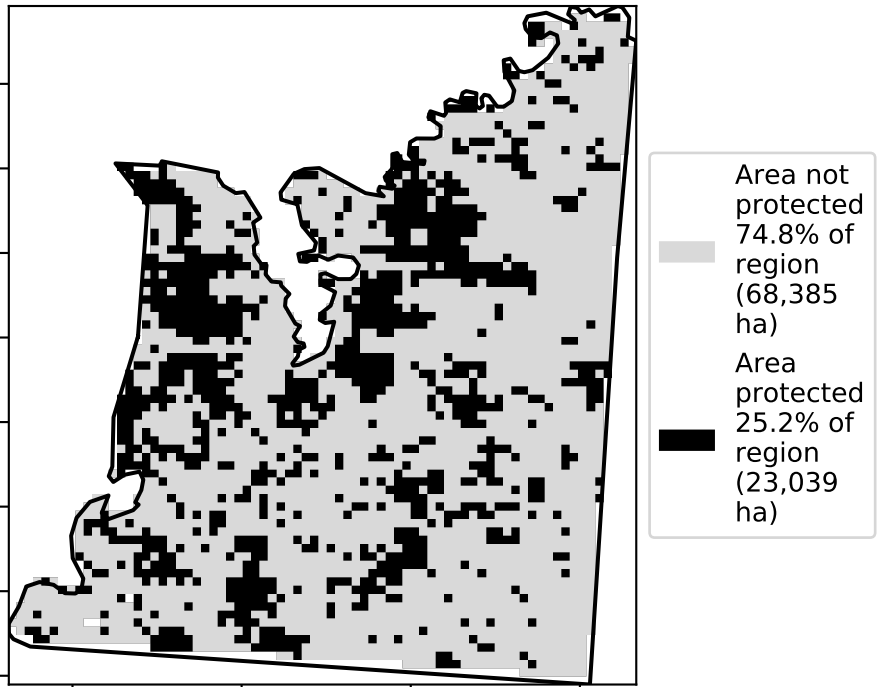 Area not
protected
74.8% of
region
(68,385
ha)
Area
protected
25.2% of
region
(23,039
ha)